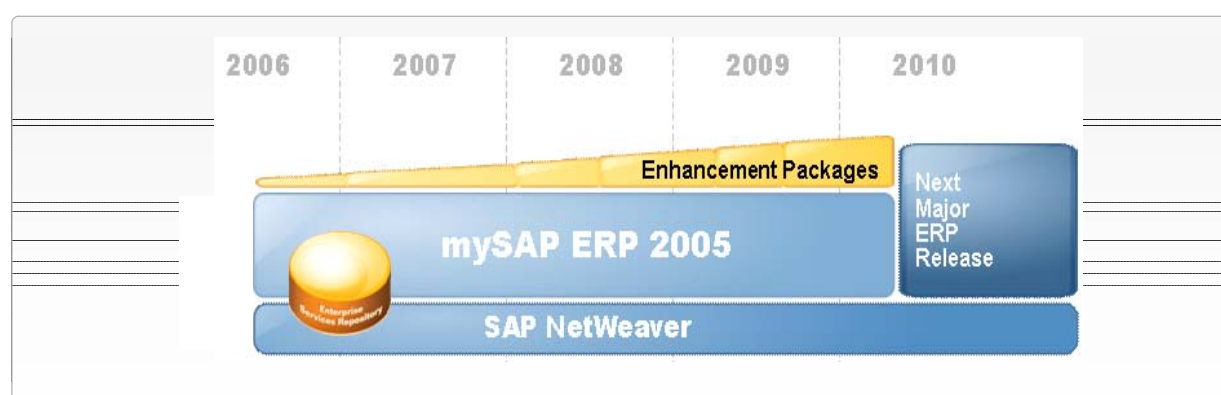 2006 2007 2008 2009 2010
Enhancement Packages
mySAP ERP 2005
Next
Major
ERP
Release
Enterprise
Services Repository
SAP NetWeaver